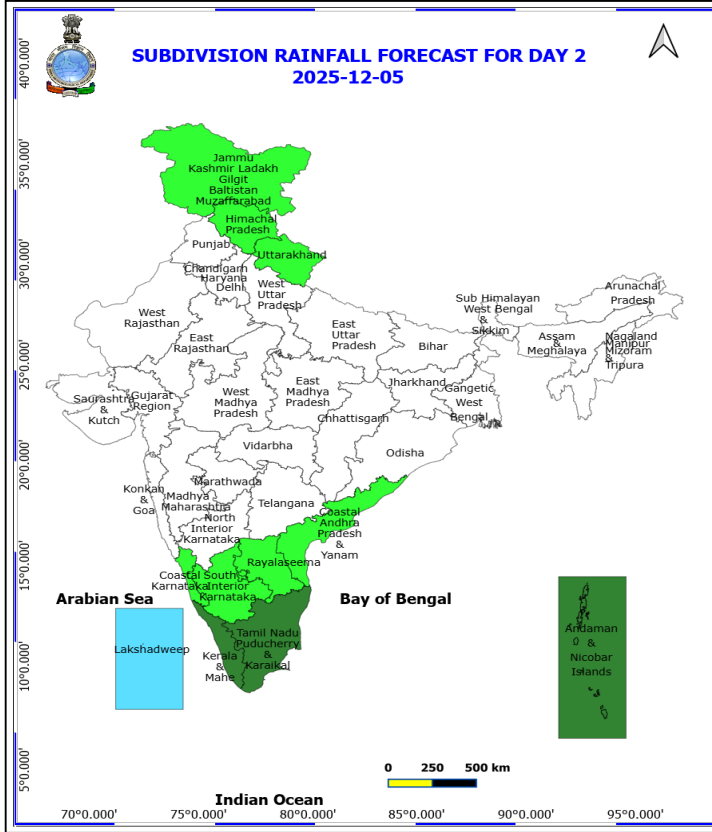 SUBDIVISION RAINFALL FORECAST FOR DAY 2
2025-12-05
40°0.000'
35°0.000'
30°0.000'
25°0.000'
20°0.000'
15°0.000'
10°0.000'
5°0.000'
Jammu
Kashmir Ladakh
Gilgit
Baltistan
Muzaffarabad
Himachal
Pradesh
Punjab
Uttarakhand
Chandigarh
Haryana
Delhi
West
Uttar
Pradesh
Arunachal
Pradesh
Sub Himalayan
West Bengal
&
Sikkim
West
Rajasthan
East
Rajasthan
East
Uttar
Pradesh
Bihar
Assam
&
Meghalaya
Nagaland
Manipur
Mizoram
&
Tripura
Saurashtra
&
Kutch
Gujarat
Region
West
Madhya
Pradesh
East
Madhya
Pradesh
Jharkhand
Gangetic
West
Bengal
Chhattisgarh
Odisha
Vidarbha
Konkan
&
Goa
Marathwada
Madhya
Maharashtra
North
Interior
Karnataka
Telangana
Coastal
Andhra
Pradesh
&
Yanam
Rayalaseema
Coastal
Karnataka
South
Interior
Karnataka
Arabian Sea
Bay of Bengal
Lakshadweep
Kerala
&
Mahe
Tamil Nadu
Puducherry
&
Karaikal
Andaman
&
Nicobar
Islands
0 250 500 km
Indian Ocean
70°0.000' 75°0.000' 80°0.000' 85°0.000' 90°0.000' 95°0.000'